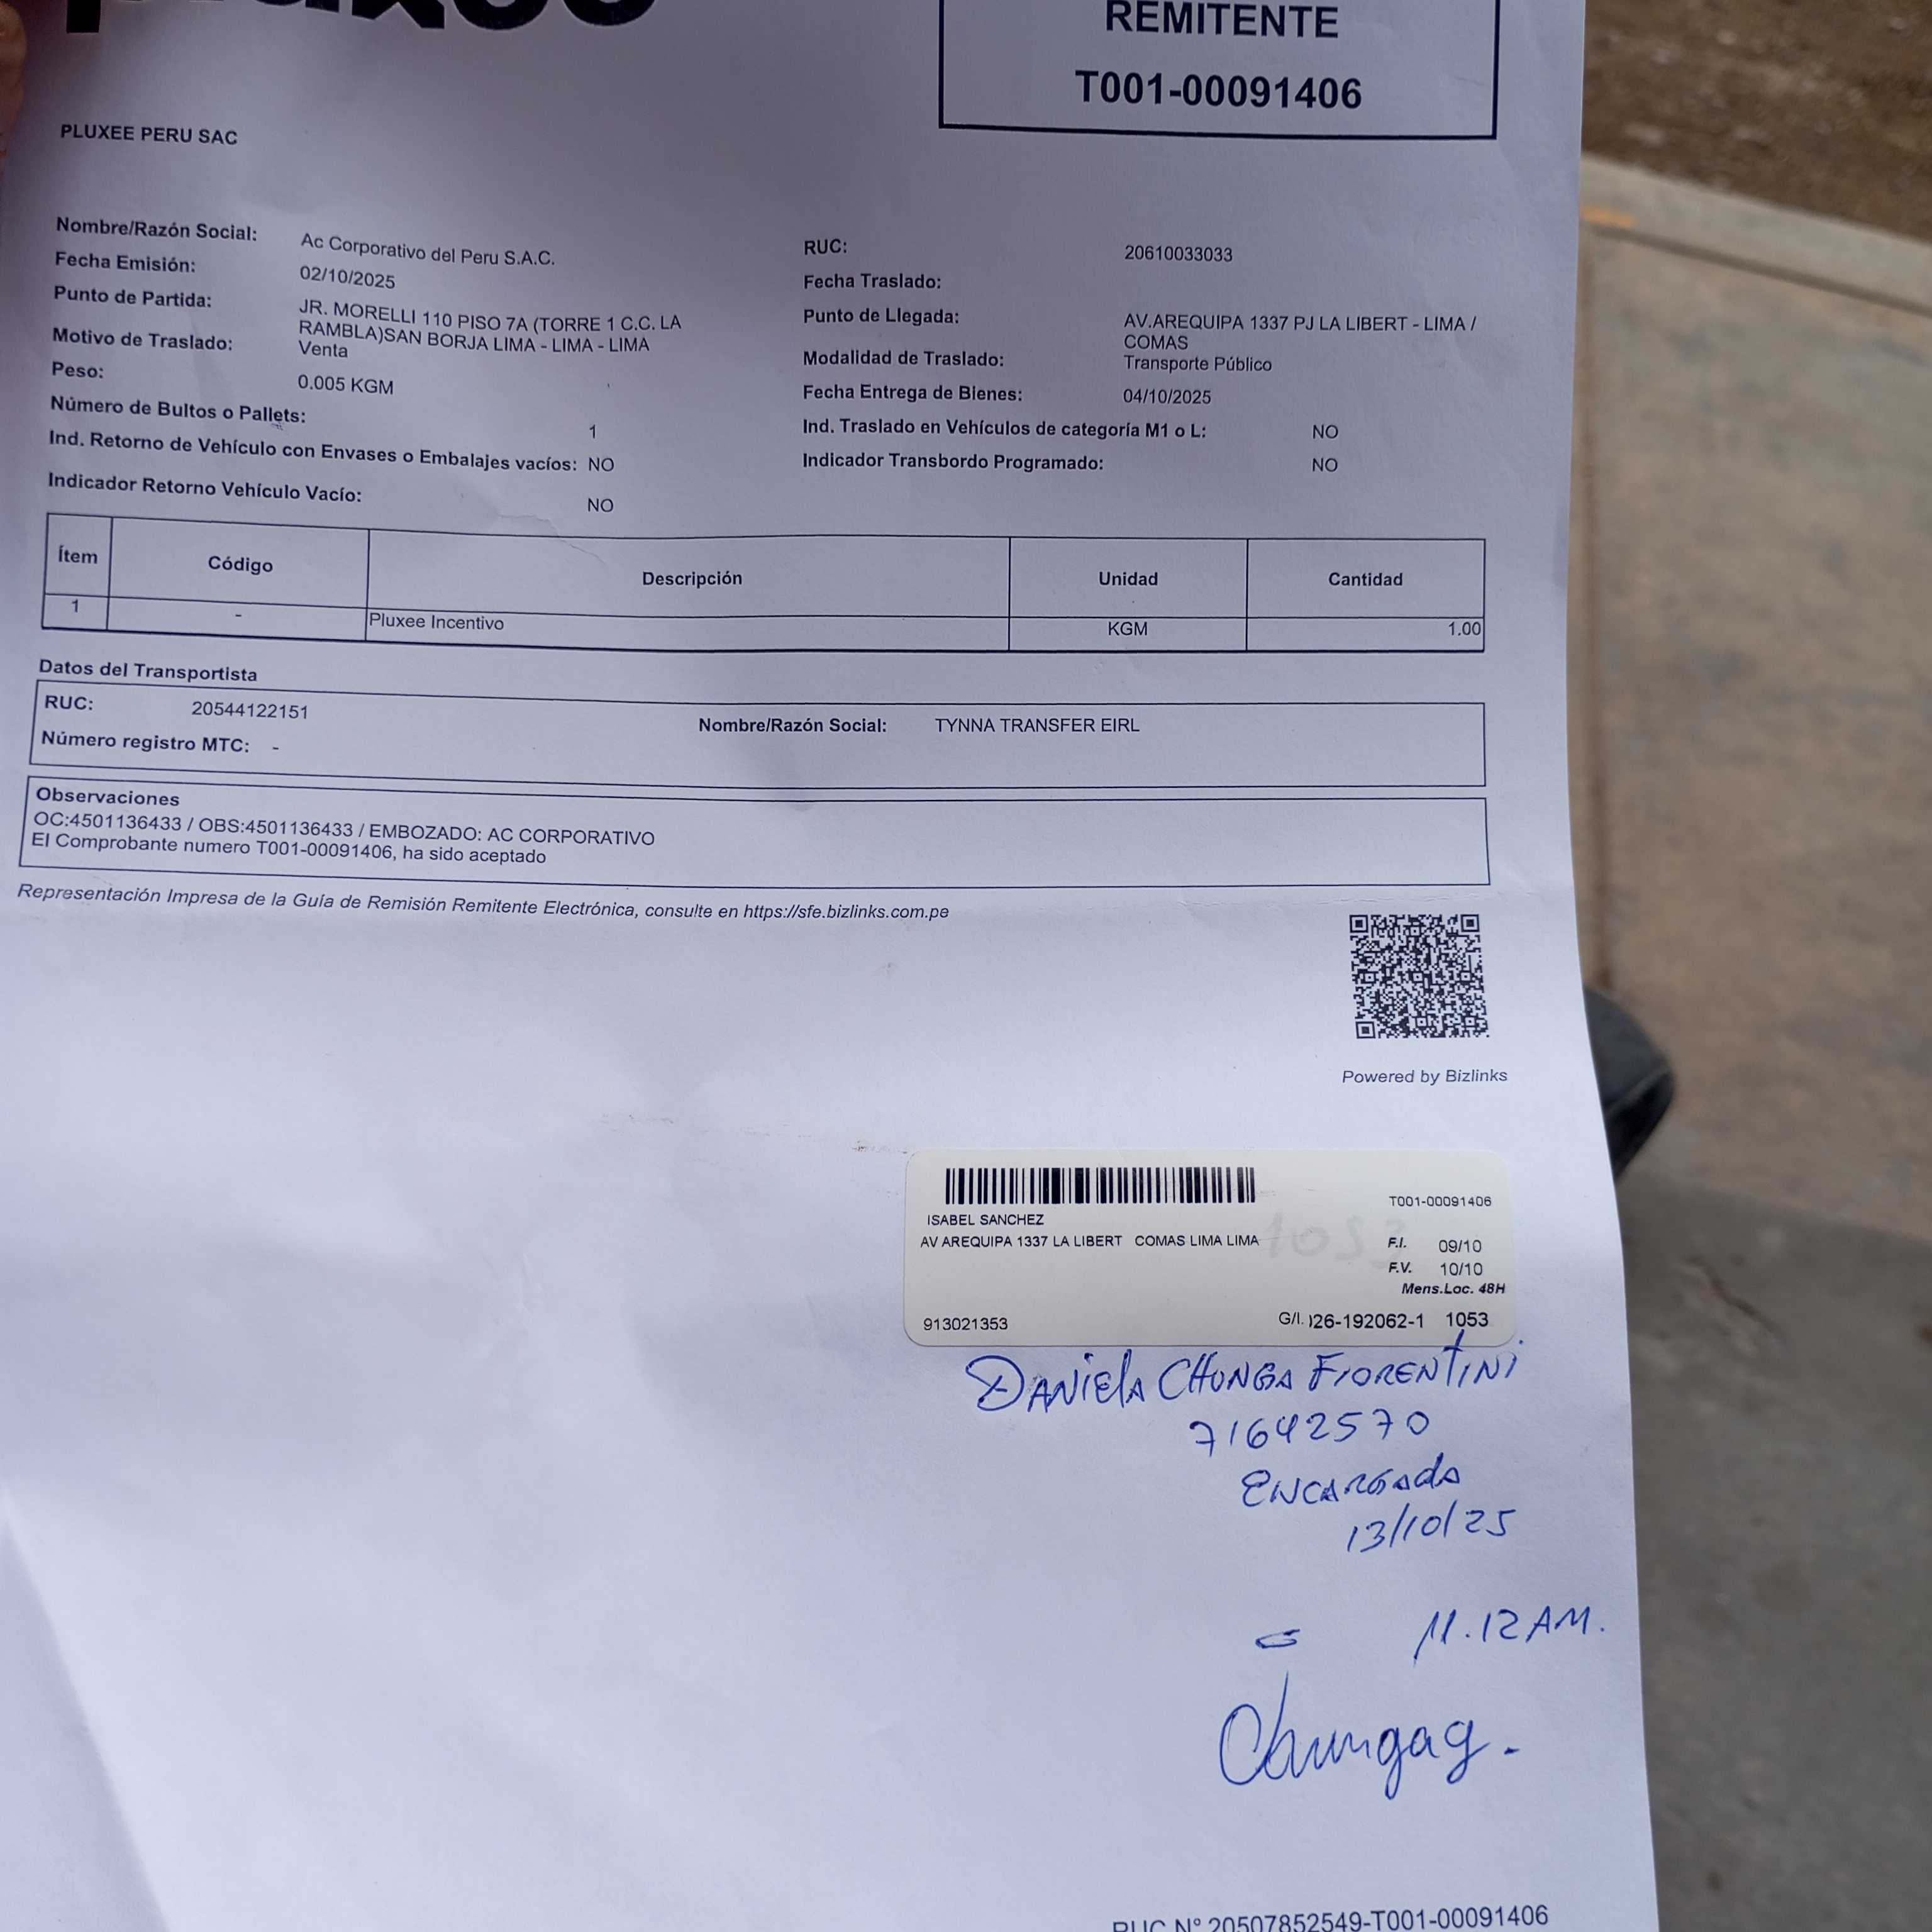 REMITENTE
T001-00091406
PLUXEE PERU SAC
Nombre/Razón Social: Ac Corporativo del Peru S.A.C.
RUC: 20610033033
Fecha Emisión: 02/10/2025
Fecha Traslado:
Punto de Partida: JR. MORELLI 110 PISO 7A (TORRE 1 C.C. LA
RAMBLA)SAN BORJA LIMA - LIMA - LIMA
Punto de Llegada: AV.AREQUIPA 1337 PJ LA LIBERT - LIMA /
COMAS
Motivo de Traslado: Venta
Modalidad de Traslado: Transporte Público
Peso: 0.005 KGM
Fecha Entrega de Bienes: 04/10/2025
Número de Bultos o Pallets: 1
Ind. Traslado en Vehículos de categoría M1 o L: NO
Ind. Retorno de Vehículo con Envases o Embalajes vacíos: NO
Indicador Transbordo Programado: NO
Indicador Retorno Vehículo Vacío: NO
Ítem Código Descripción Unidad Cantidad
1 - Pluxee Incentivo KGM 1.00
Datos del Transportista
RUC: 20544122151 Nombre/Razón Social: TYNNA TRANSFER EIRL
Número registro MTC: -
Observaciones
OC:4501136433 / OBS:4501136433 / EMBOZADO: AC CORPORATIVO
El Comprobante numero T001-00091406, ha sido aceptado
Representación Impresa de la Guía de Remisión Remitente Electrónica, consulte en https://sfe.bizlinks.com.pe
Powered by Bizlinks
T001-00091406
ISABEL SANCHEZ
AV AREQUIPA 1337 LA LIBERT COMAS LIMA LIMA
1053
F.I. 09/10
F.V. 10/10
Mens.Loc. 48H
913021353 G/I. )26-192062-1 1053
DANIELA CHUNGA FIORENTINI
71642570
ENCARGADA
13/10/25
11.12 AM.
Chungag.
RUC N° 20507852549-T001-00091406